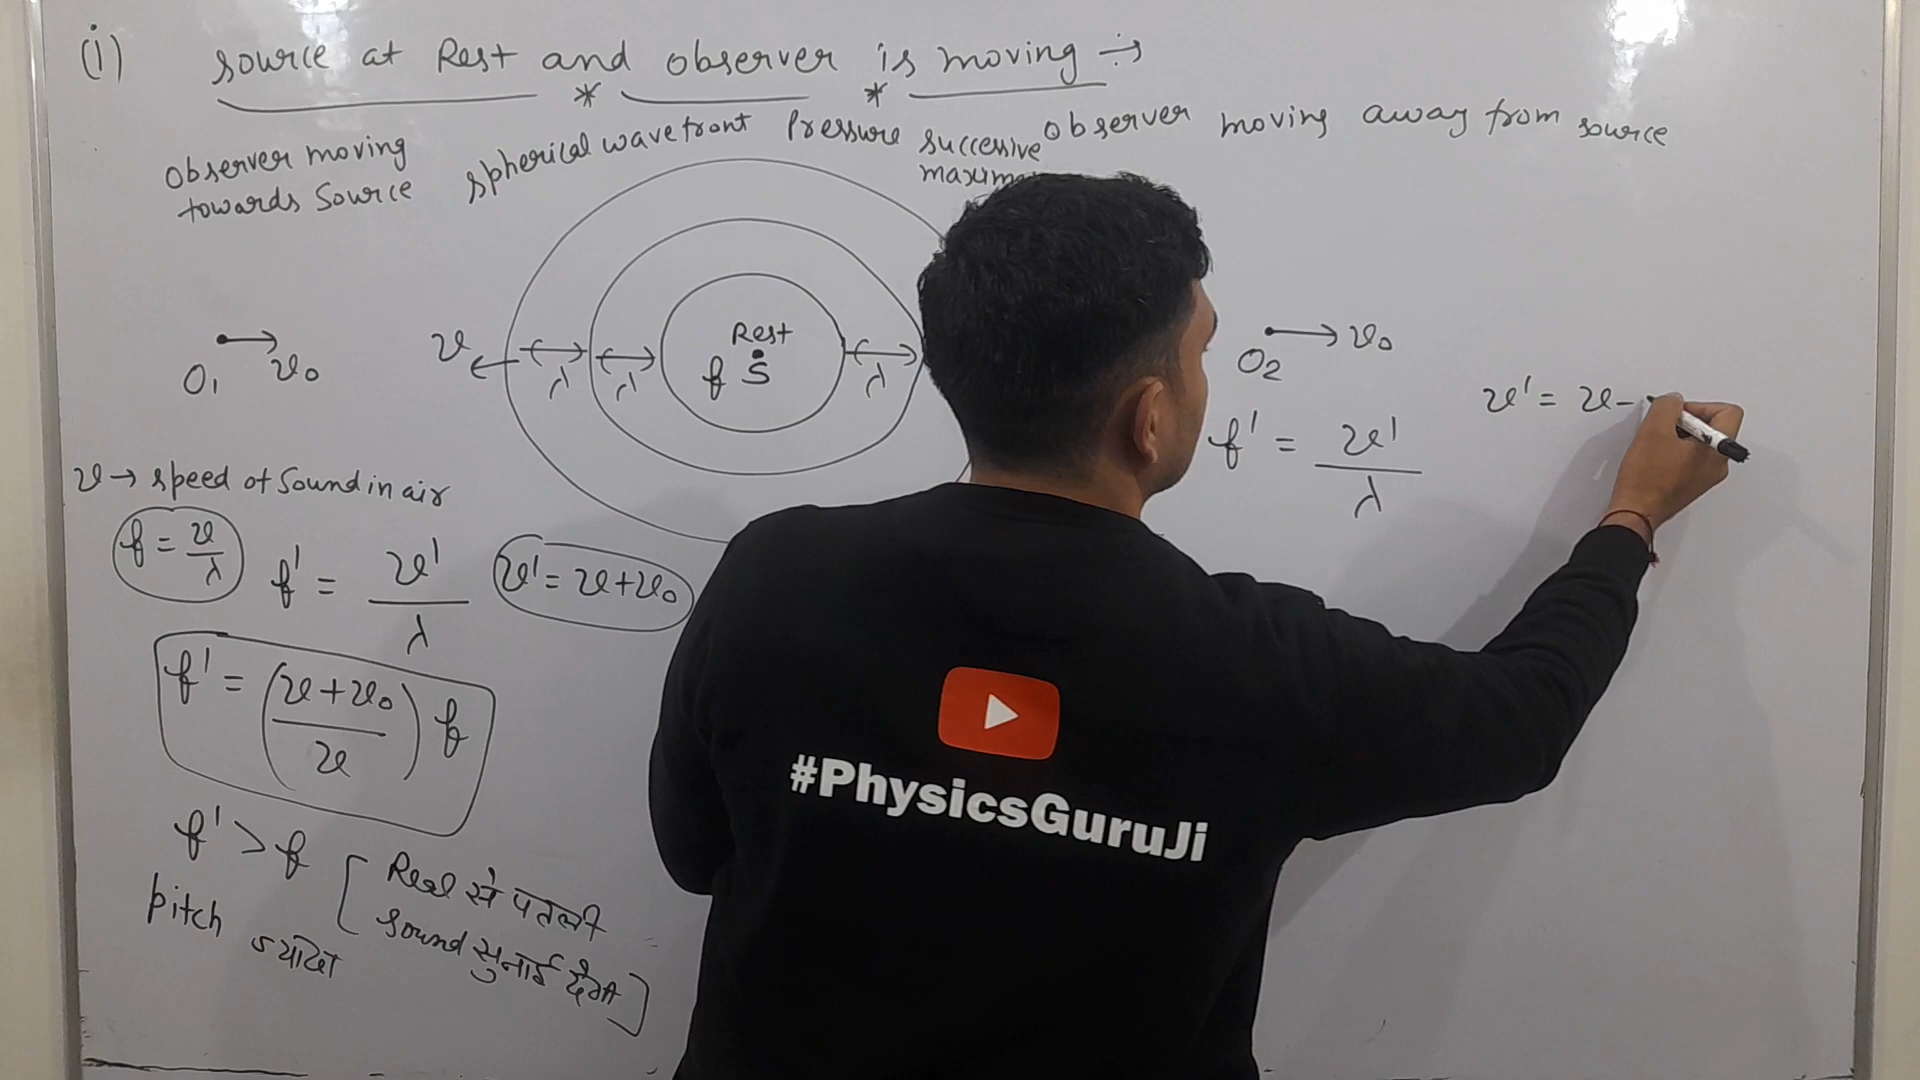 (i) source at Rest and observer is moving ÷>
* *
observer moving
towards Source
spherical wavefront
Pressure successive
observer moving away from source
O₁ v₀
v
λ λ λ
Rest
f S
O₂ v₀
v' = v -
f' = v'/λ
v → speed of Sound in air
f = v/λ
f' = v'/λ
v' = v + v₀
f' = (v + v₀ / v) f
f' > f
pitch ज्यादा
[Real से पतली
sound सुनाई देगी]
#PhysicsGuruJi